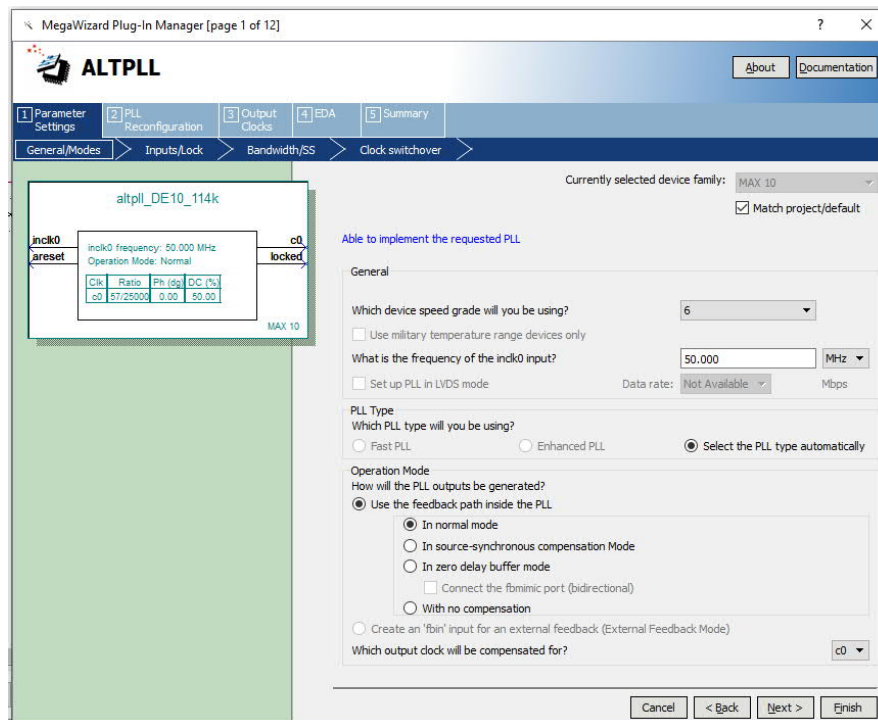 MegaWizard Plug-In Manager [page 1 of 12]
? X
ALTPLL
About Documentation
1 Parameter Settings 2 PLL Reconfiguration 3 Output Clocks 4 EDA 5 Summary
General/Modes Inputs/Lock Bandwidth/SS Clock switchover
Currently selected device family: MAX 10
Match project/default
altpll_DE10_114k
inclk0 c0
areset locked
inclk0 frequency: 50.000 MHz
Operation Mode: Normal
Clk Ratio Ph (dg) DC (%)
c0 57/25000 0.00 50.00
MAX 10
Able to implement the requested PLL
General
Which device speed grade will you be using? 6
Use military temperature range devices only
What is the frequency of the inclk0 input? 50.000 MHz
Set up PLL in LVDS mode Data rate: Not Available Mbps
PLL Type
Which PLL type will you be using?
Fast PLL Enhanced PLL Select the PLL type automatically
Operation Mode
How will the PLL outputs be generated?
Use the feedback path inside the PLL
In normal mode
In source-synchronous compensation Mode
In zero delay buffer mode
Connect the fbmimic port (bidirectional)
With no compensation
Create an 'fbin' input for an external feedback (External Feedback Mode)
Which output clock will be compensated for? c0
Cancel < Back Next > Finish